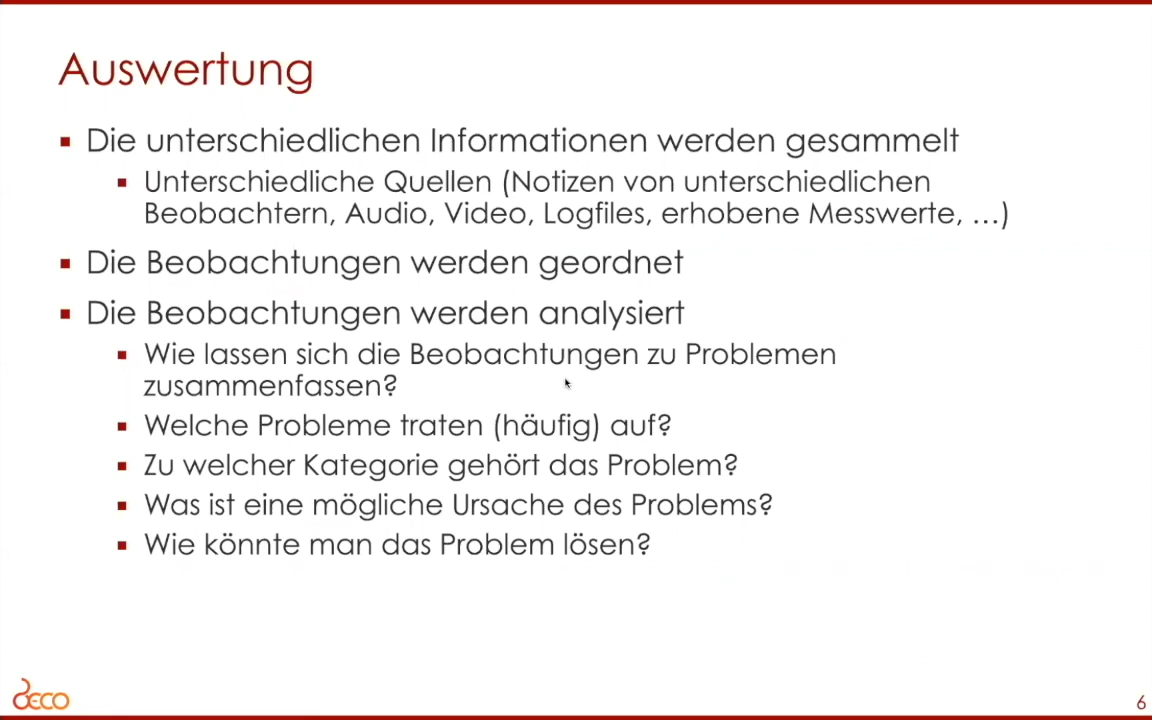 Auswertung
▪ Die unterschiedlichen Informationen werden gesammelt
▪ Unterschiedliche Quellen (Notizen von unterschiedlichen
Beobachtern, Audio, Video, Logfiles, erhobene Messwerte, …)
▪ Die Beobachtungen werden geordnet
▪ Die Beobachtungen werden analysiert
▪ Wie lassen sich die Beobachtungen zu Problemen
zusammenfassen?
▪ Welche Probleme traten (häufig) auf?
▪ Zu welcher Kategorie gehört das Problem?
▪ Was ist eine mögliche Ursache des Problems?
▪ Wie könnte man das Problem lösen?
DECO
6